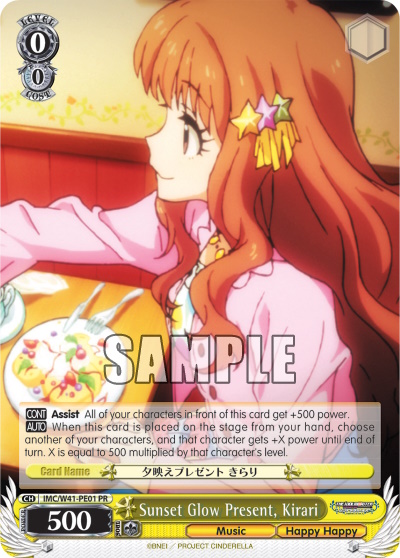 LEVEL
0
0
COST
SAMPLE
CONT Assist All of your characters in front of this card get +500 power.
AUTO When this card is placed on the stage from your hand, choose
another of your characters, and that character gets +X power until end
of turn. X is equal to 500 multiplied by that character's level.
Card Name 夕映えプレゼント きらり
CD IMC/W41-PE01 PR
POWER 500 SOUL Sunset Glow Present, Kirari
Music Happy Happy
©BNEI / PROJECT CINDERELLA